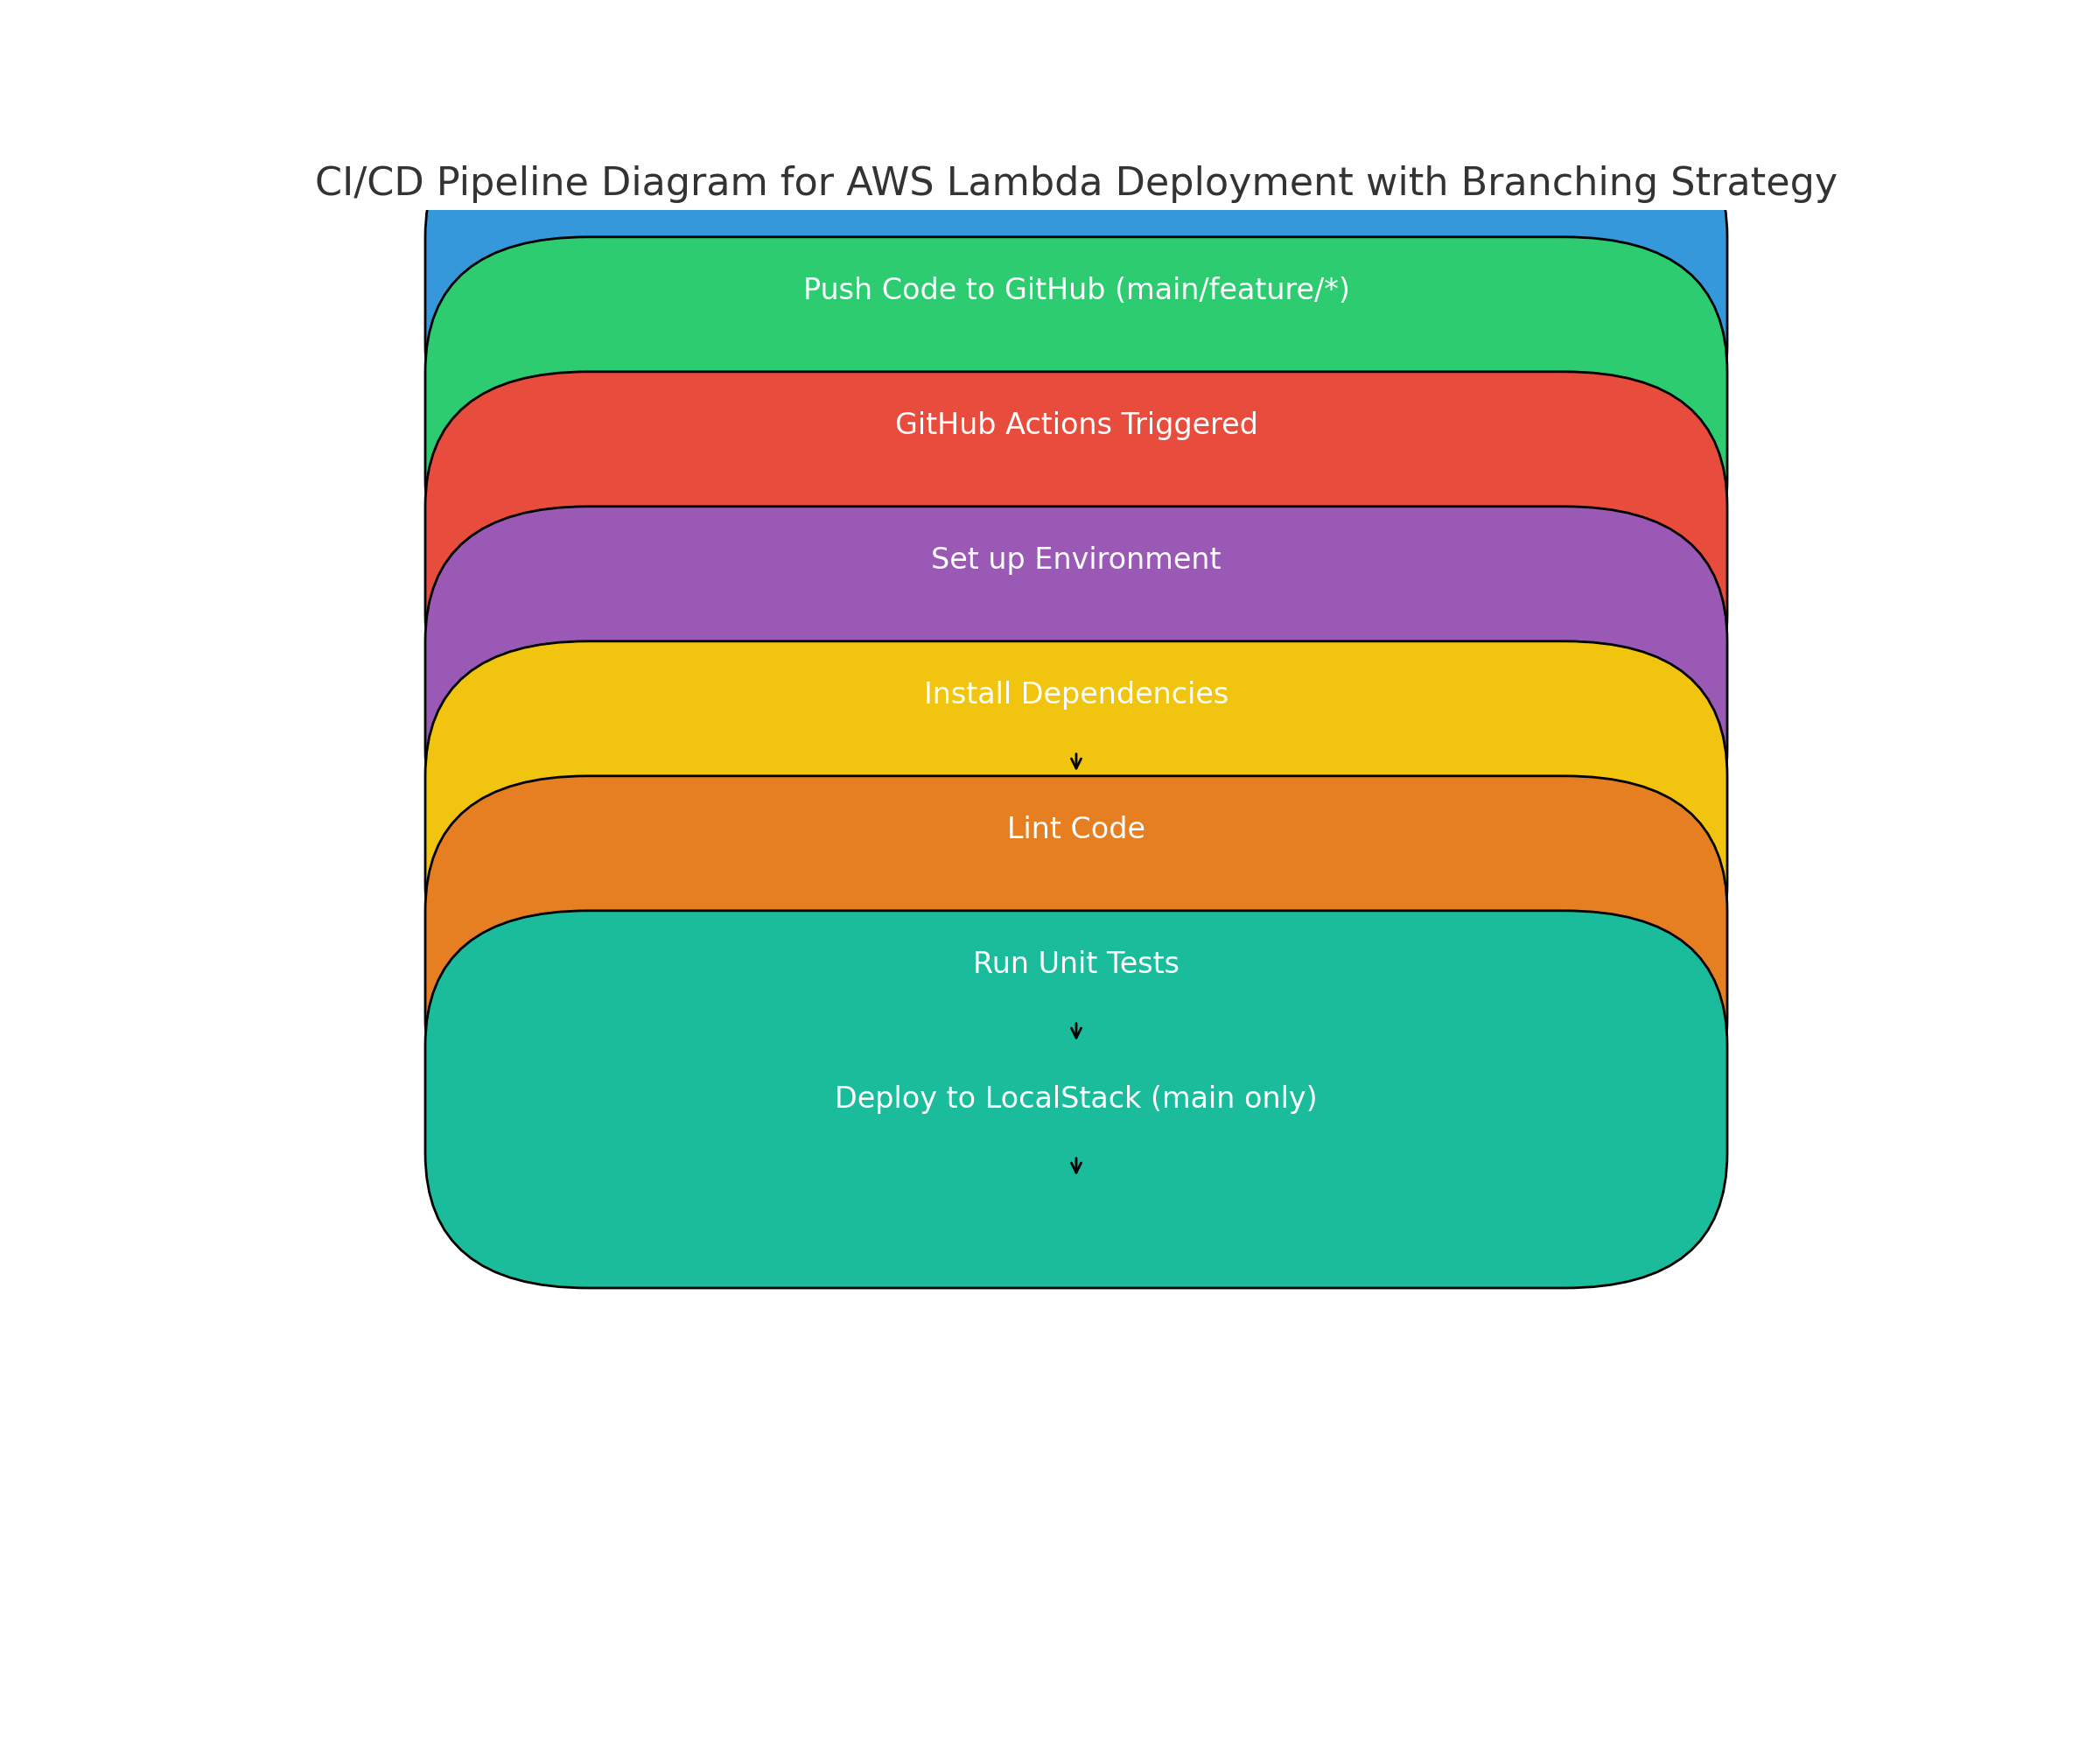 CI/CD Pipeline Diagram for AWS Lambda Deployment with Branching Strategy
Push Code to GitHub (main/feature/*)
GitHub Actions Triggered
Set up Environment
Install Dependencies
Lint Code
Run Unit Tests
Deploy to LocalStack (main only)